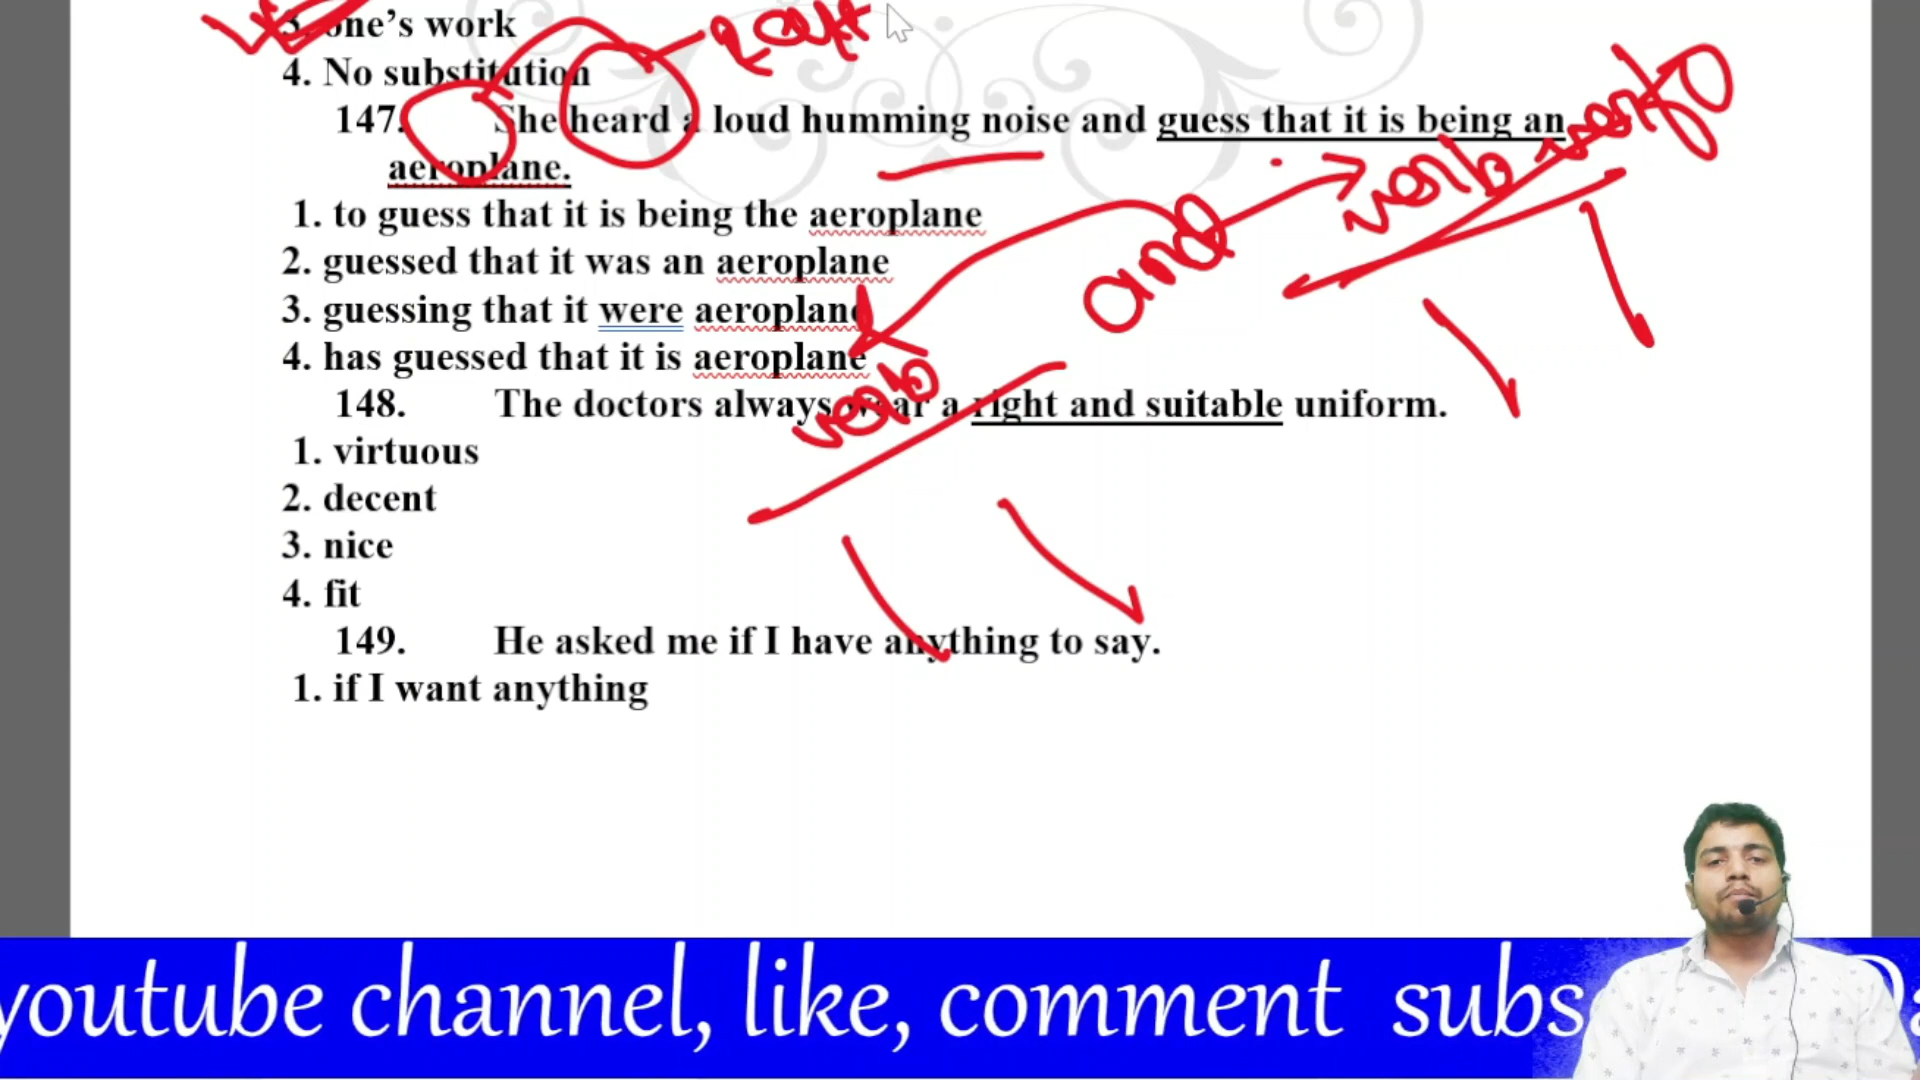 3. one's work
4. No substitution
past
147. She heard a loud humming noise and guess that it is being an
aeroplane.
verb
1. to guess that it is being the aeroplane
and
2. guessed that it was an aeroplane
3. guessing that it were aeroplane
4. has guessed that it is aeroplane
verb
148. The doctors always wear a right and suitable uniform.
1. virtuous
2. decent
3. nice
4. fit
149. He asked me if I have anything to say.
1. if I want anything
youtube channel, like, comment subs